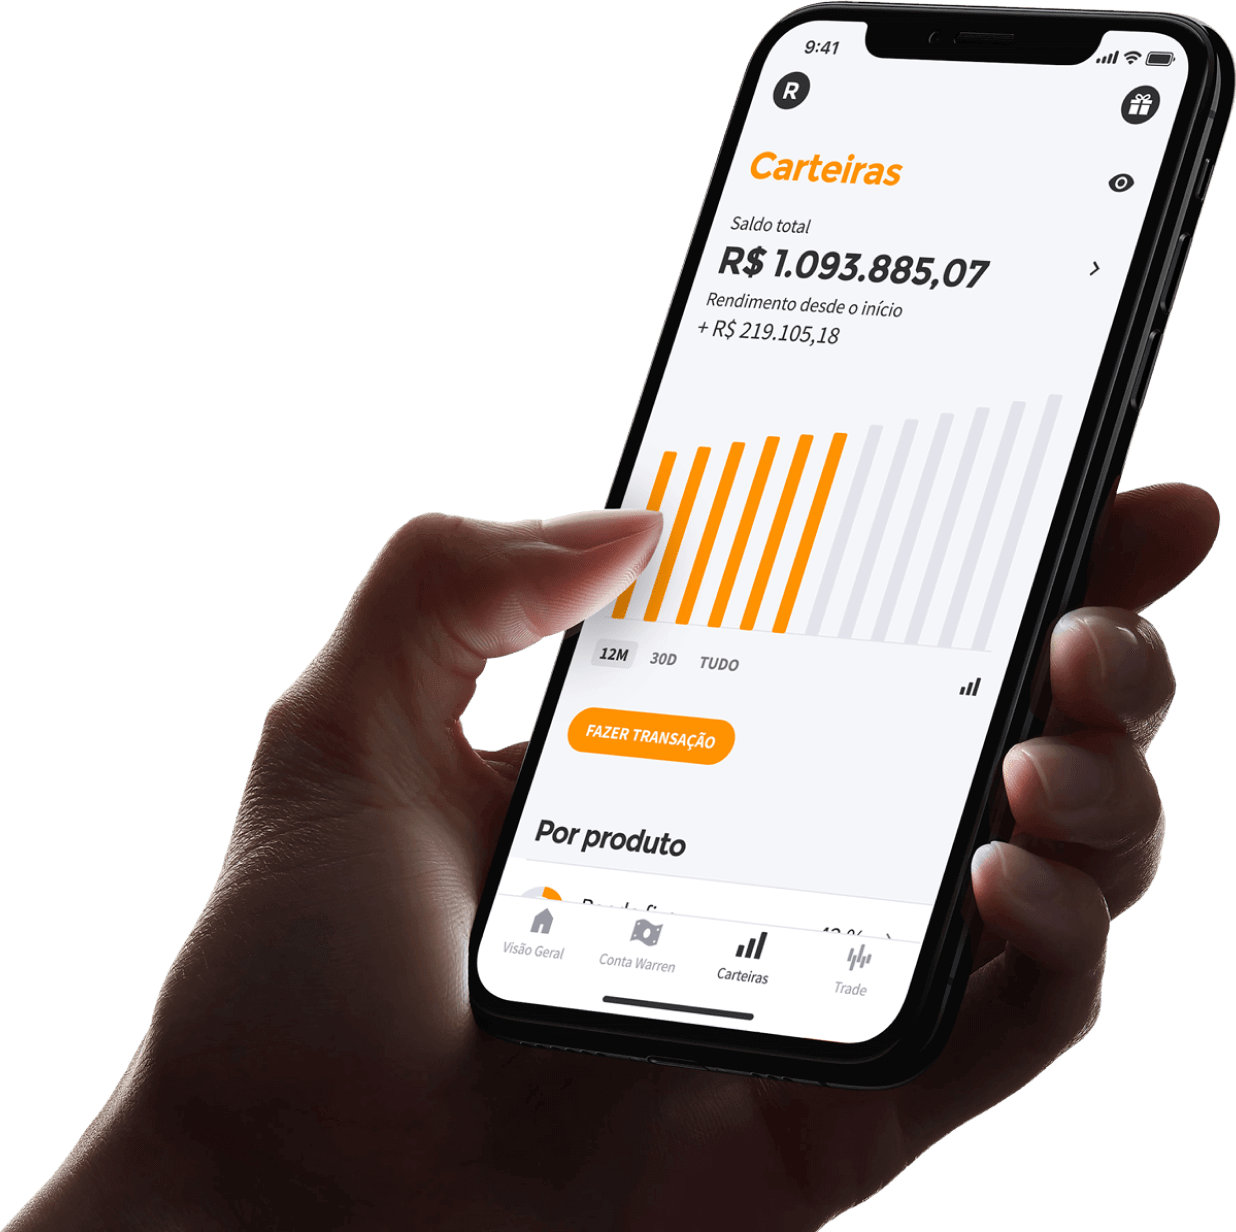 9:41
R
Carteiras
Saldo total
R$ 1.093.885,07
Rendimento desde o início
+ R$ 219.105,18
12M 30D TUDO
FAZER TRANSAÇÃO
Por produto
Visão Geral Conta Warren Carteiras Trade